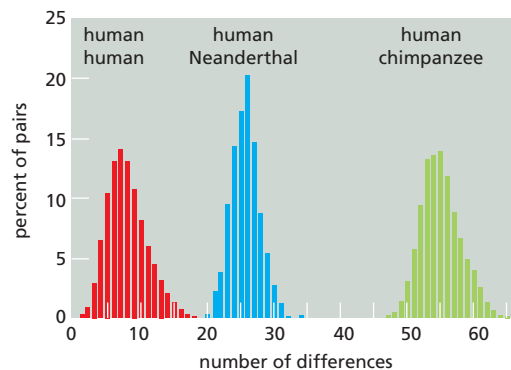 25
20
15
10
5
0
percent of pairs
human
human
human
Neanderthal
human
chimpanzee
0 10 20 30 40 50 60
number of differences